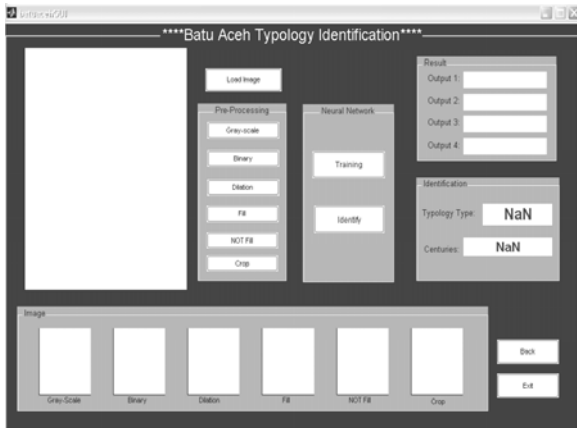 ****Batu Aceh Typology Identification****
Load Image
Pre-Processing
Grey-scale
Binary
Dilation
Fill
NOT Fill
Crop
Neural Network
Training
Identify
Result
Output 1:
Output 2:
Output 3:
Output 4:
Identification
Typology Type:
NaN
Centuries:
NaN
Image
Grey-Scale
Binary
Dilation
Fill
NOT Fill
Crop
Back
Exit